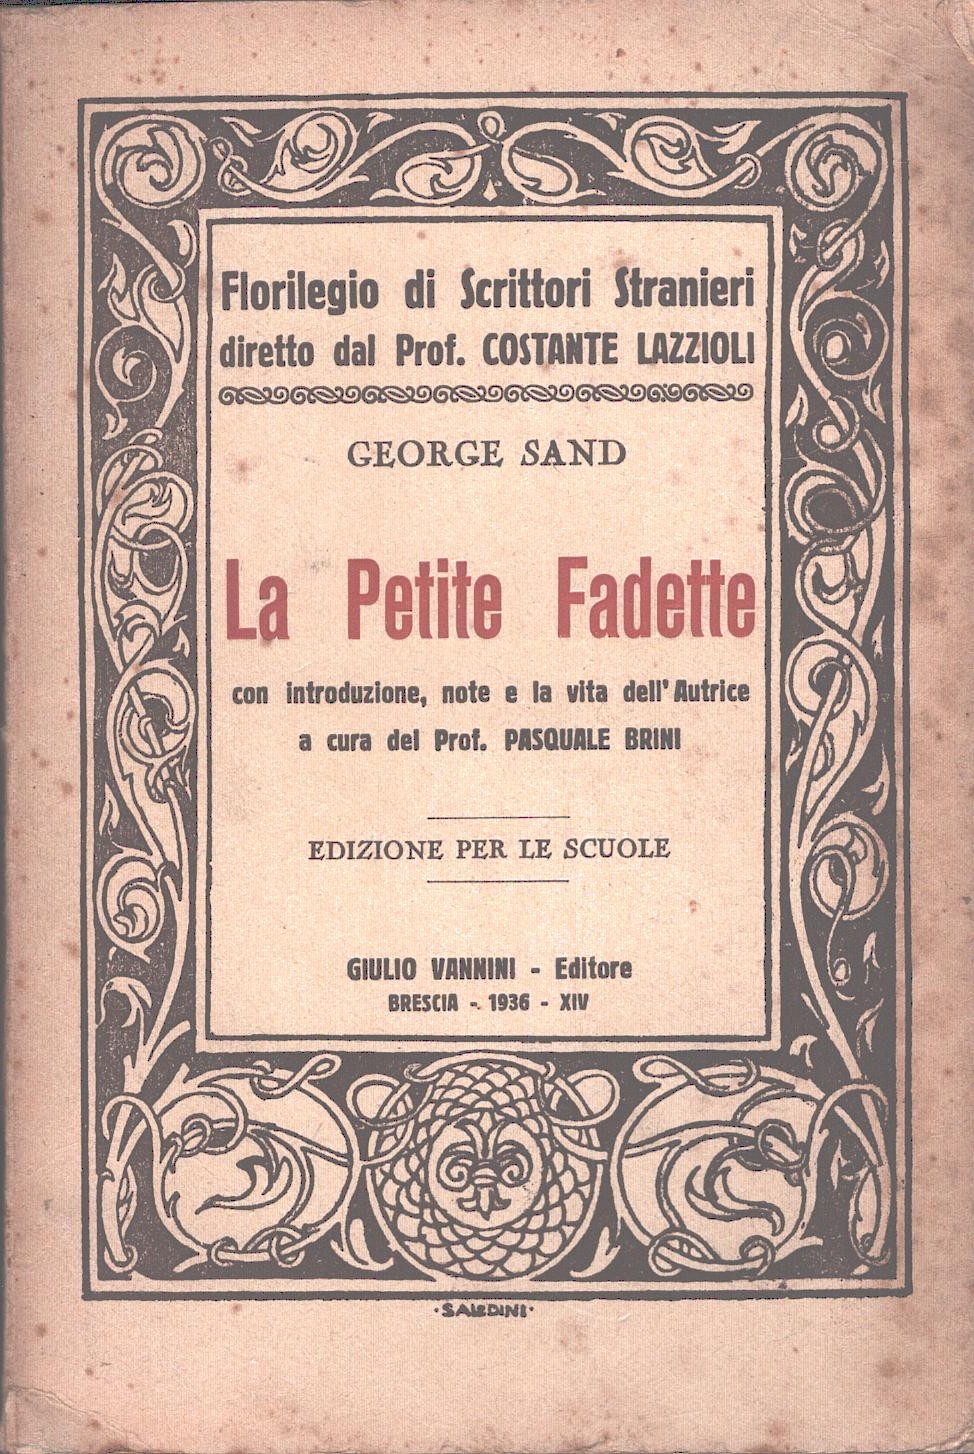 Florilegio di Scrittori Stranieri
diretto dal Prof. COSTANTE LAZZIOLI
GEORGE SAND
La Petite Fadette
con introduzione, note e la vita dell'Autrice
a cura del Prof. PASQUALE BRINI
EDIZIONE PER LE SCUOLE
GIULIO VANNINI - Editore
BRESCIA - 1936 - XIV